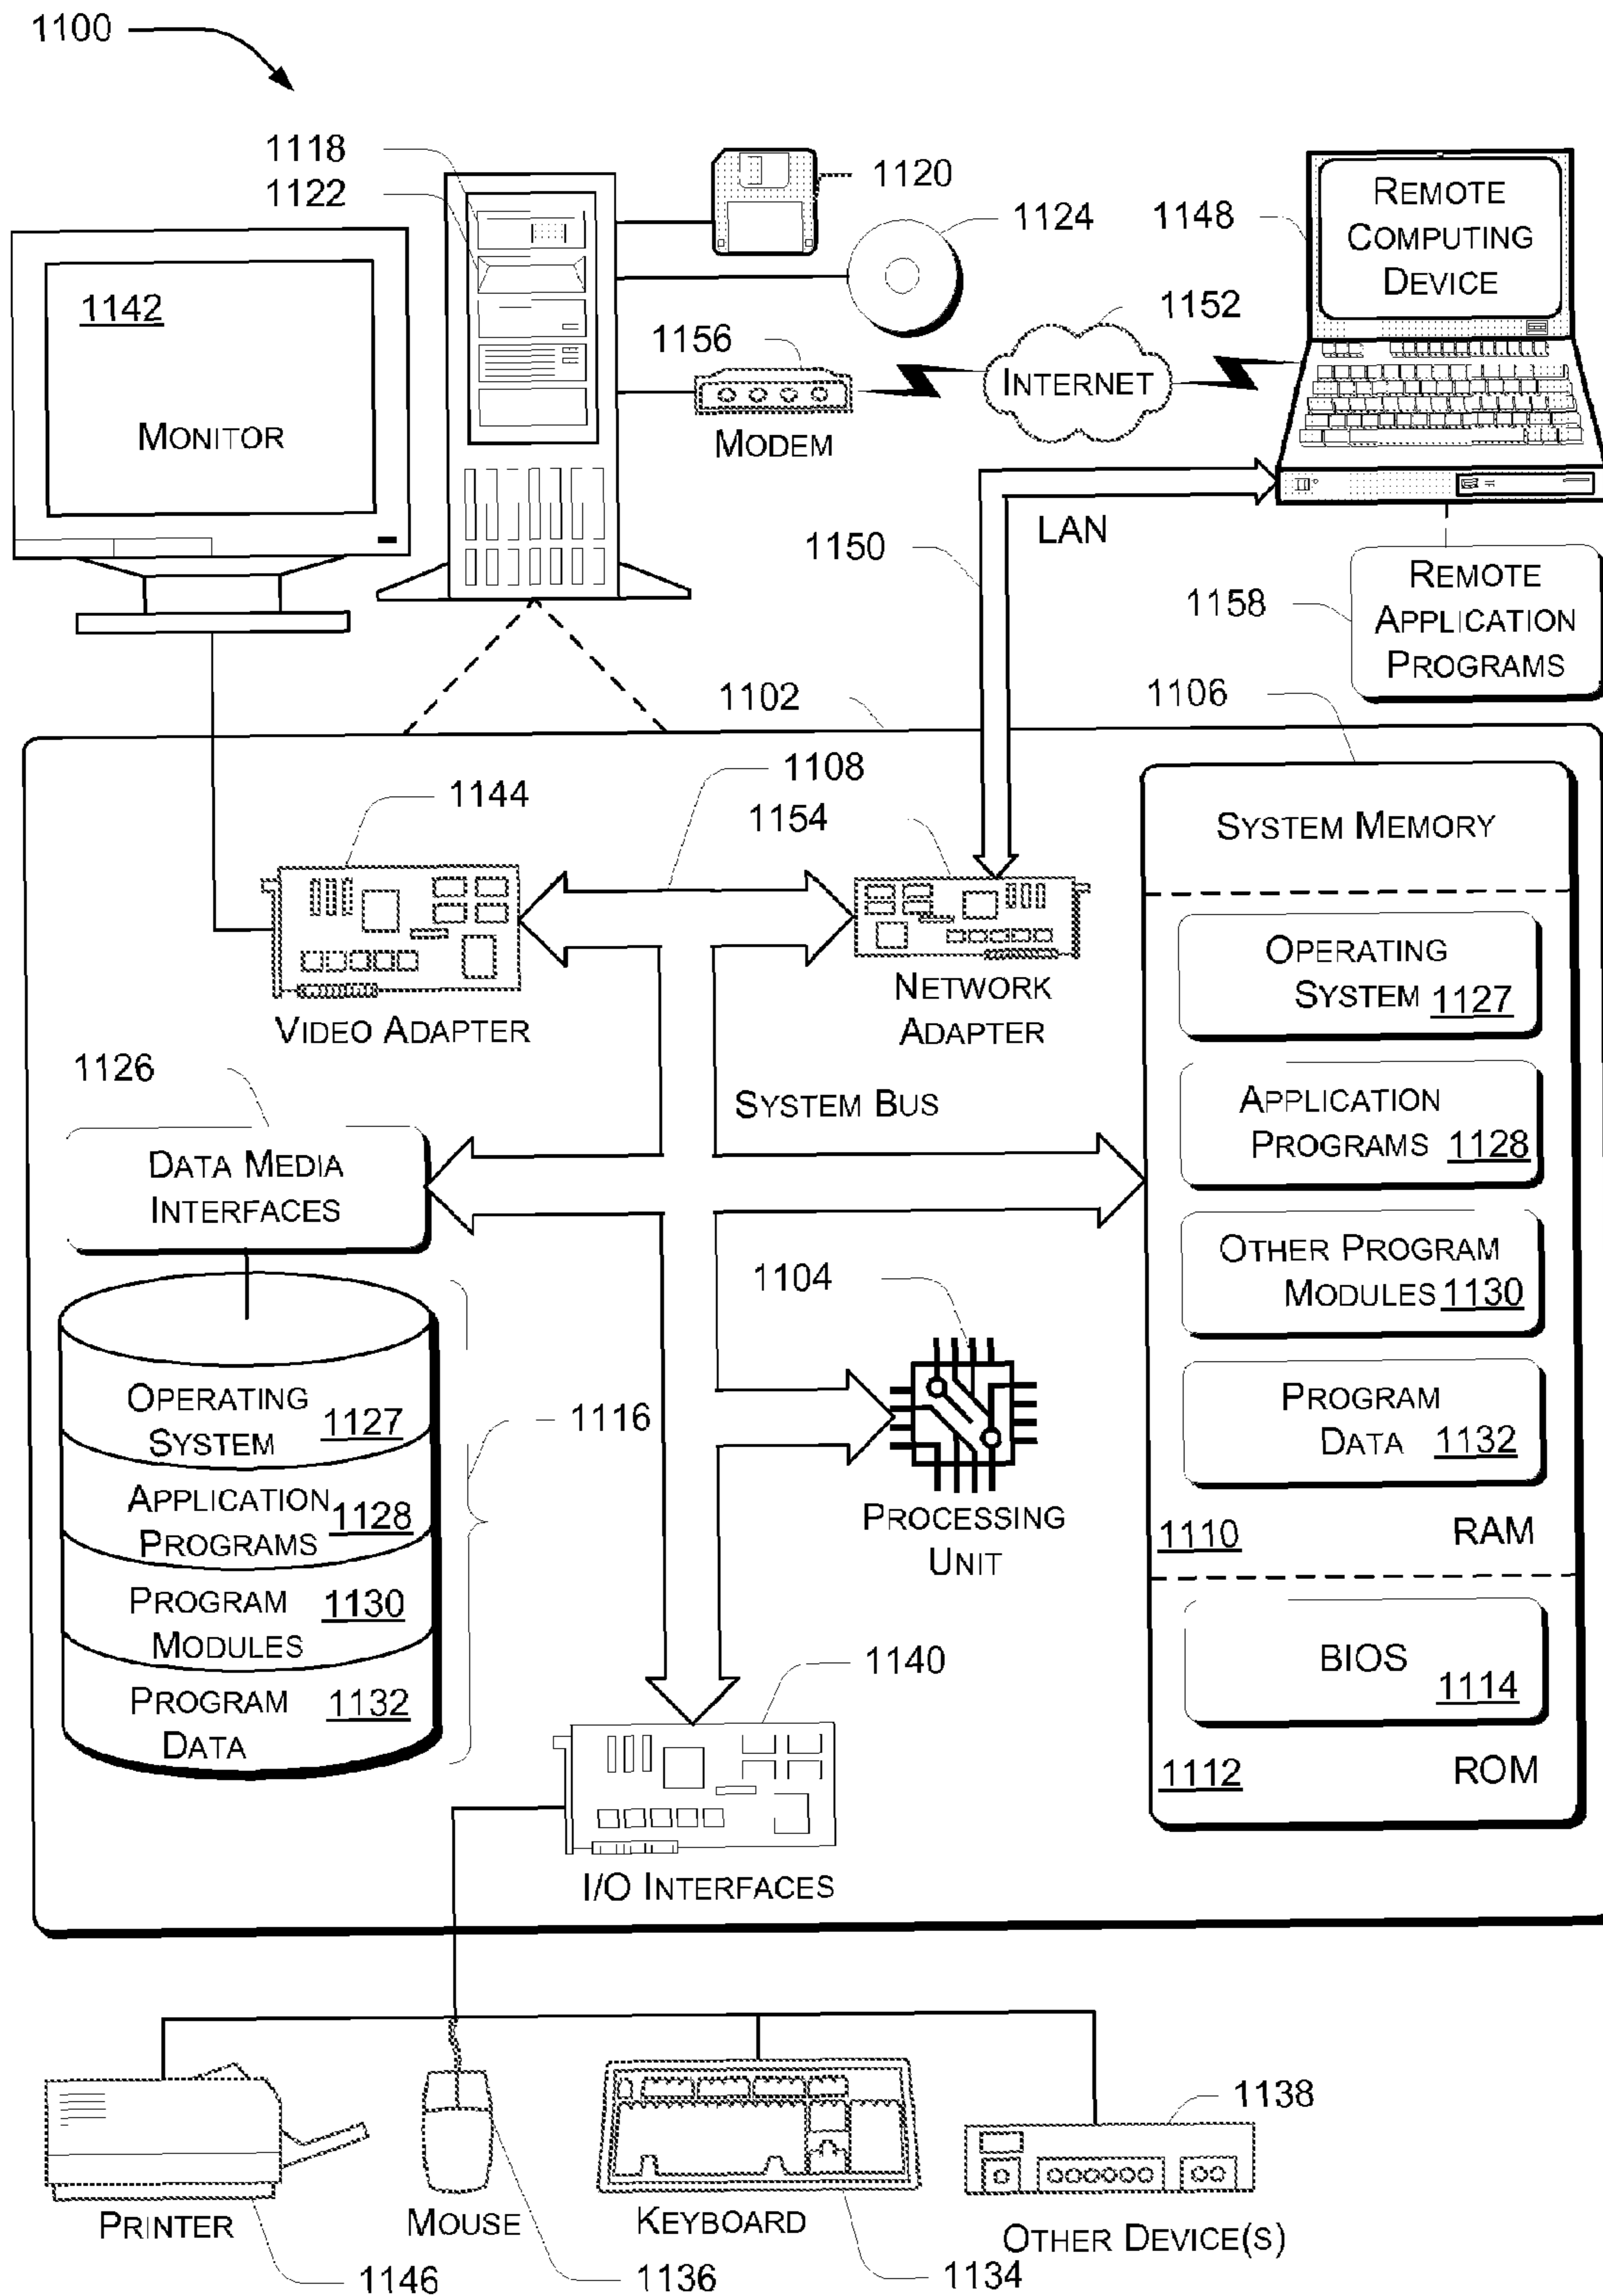 1100
1118
1122
1120
1124
1148
REMOTE
COMPUTING
DEVICE
1142
MONITOR
1156
MODEM
1152
INTERNET
1150
LAN
REMOTE
APPLICATION
PROGRAMS
1158
1102
1106
1108
1144
1154
SYSTEM MEMORY
VIDEO ADAPTER
NETWORK
ADAPTER
OPERATING
SYSTEM 1127
1126
SYSTEM BUS
APPLICATION
PROGRAMS 1128
DATA MEDIA
INTERFACES
OTHER PROGRAM
MODULES 1130
1104
PROCESSING
UNIT
PROGRAM
DATA 1132
1110 RAM
OPERATING
SYSTEM 1127
1116
APPLICATION
PROGRAMS 1128
PROGRAM
MODULES 1130
PROGRAM
DATA 1132
BIOS
1114
1112 ROM
1140
I/O INTERFACES
PRINTER
1146
MOUSE
1136
KEYBOARD
1134
1138
OTHER DEVICE(S)